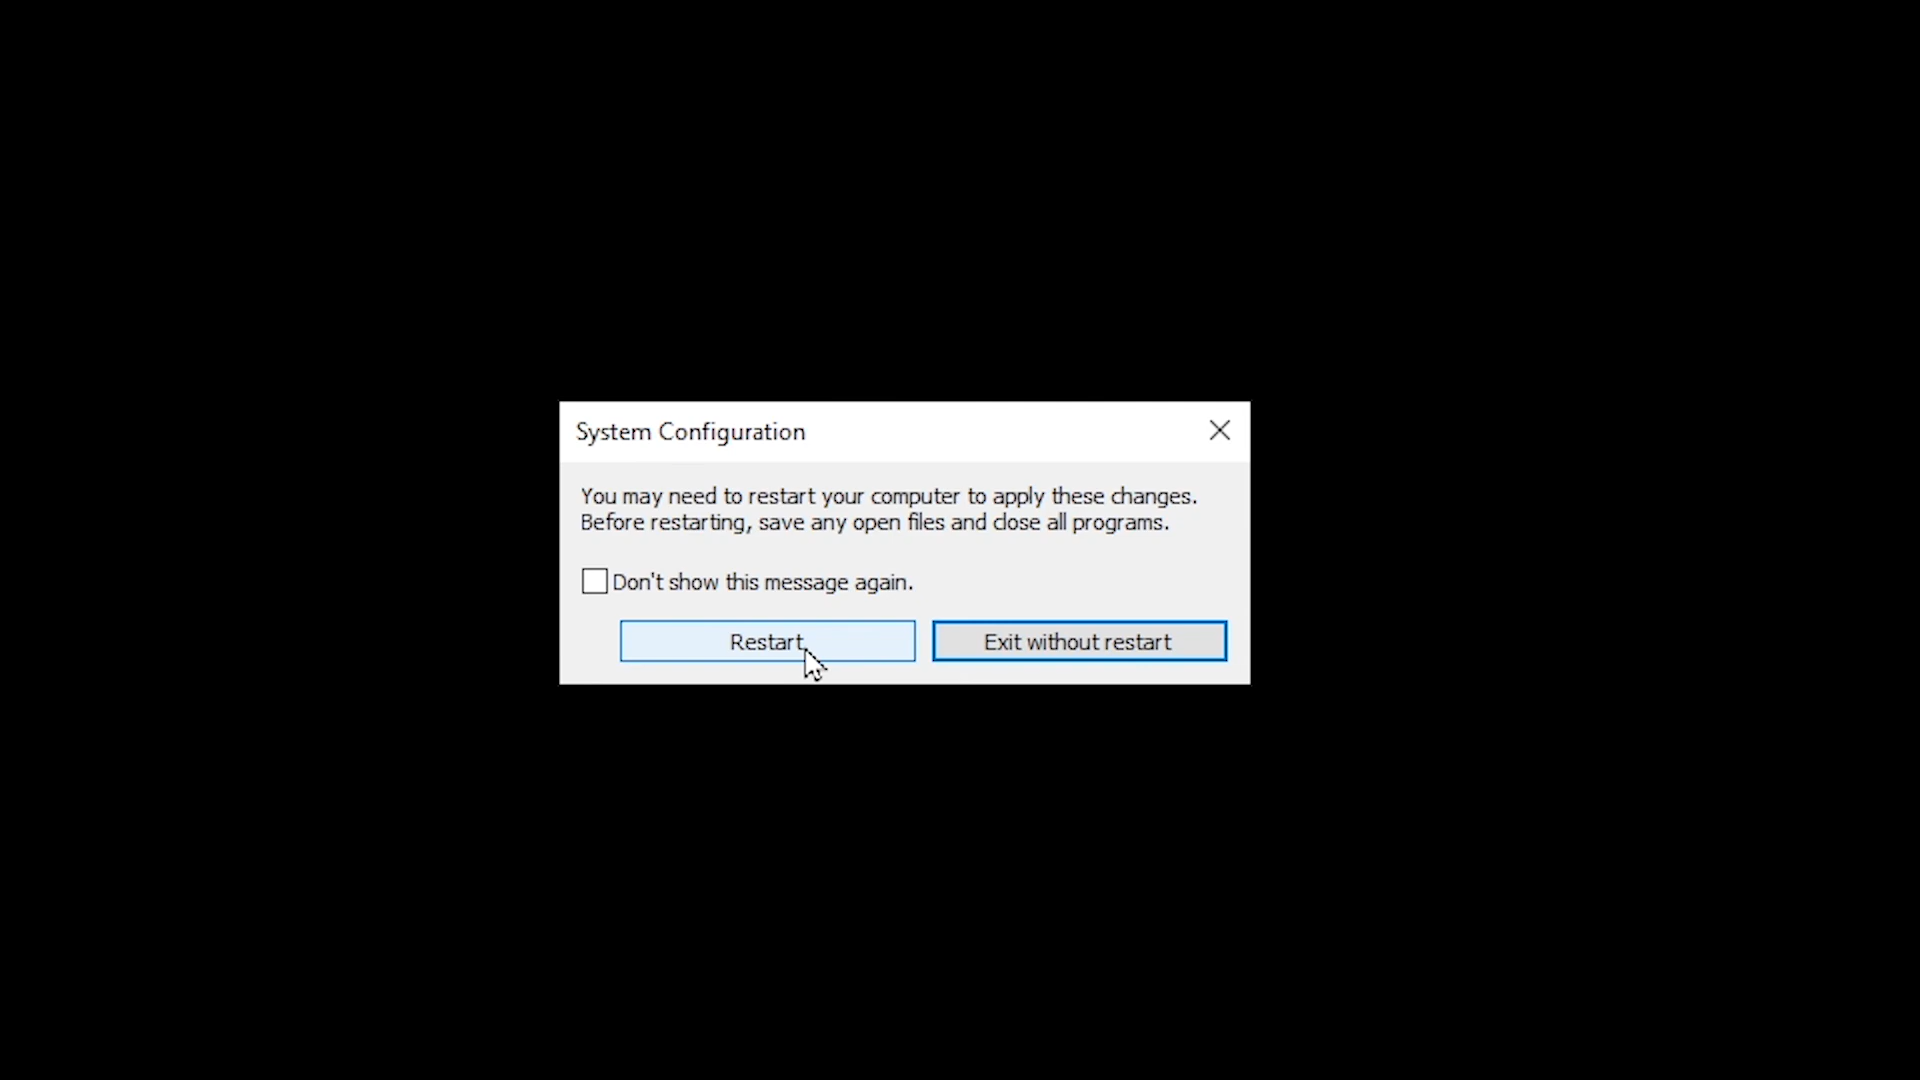 System Configuration
You may need to restart your computer to apply these changes.
Before restarting, save any open files and close all programs.
Don't show this message again.
Restart
Exit without restart